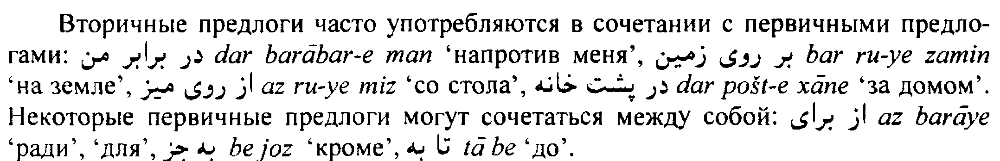 Вторичные предлоги часто употребляются в сочетании с первичными предло-
гами: در برابر من dar barābar-e man ‘напротив меня’, بر روی زمین bar ru-ye zamin
‘на земле’, از روی میز az ru-ye miz ‘со стола’, در پشت خانه dar pošt-e xāne ‘за домом’.
Некоторые первичные предлоги могут сочетаться между собой: از برای az barāye
‘ради’, ‘для’, به جز be joz ‘кроме’, تا به tā be ‘до’.